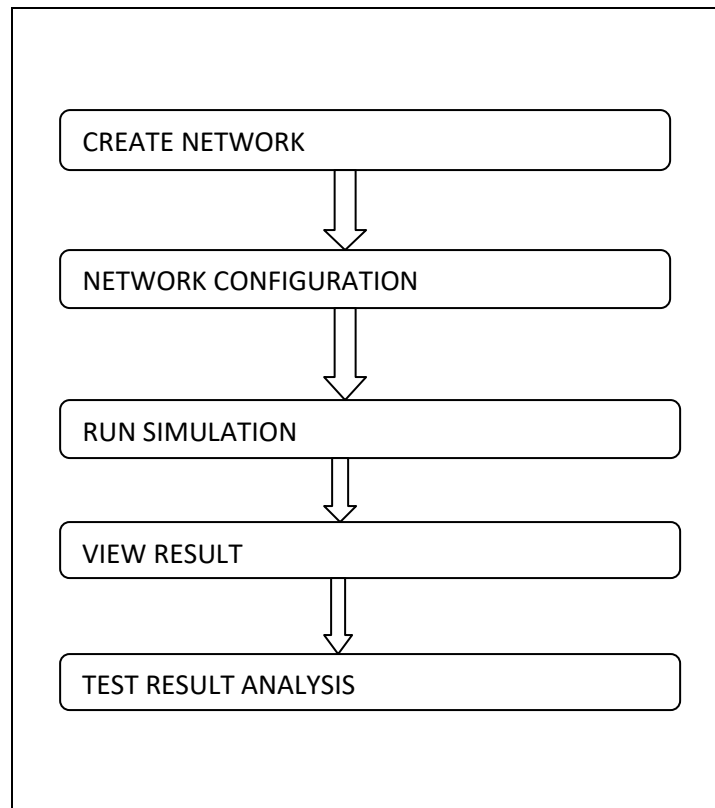 CREATE NETWORK
NETWORK CONFIGURATION
RUN SIMULATION
VIEW RESULT
TEST RESULT ANALYSIS